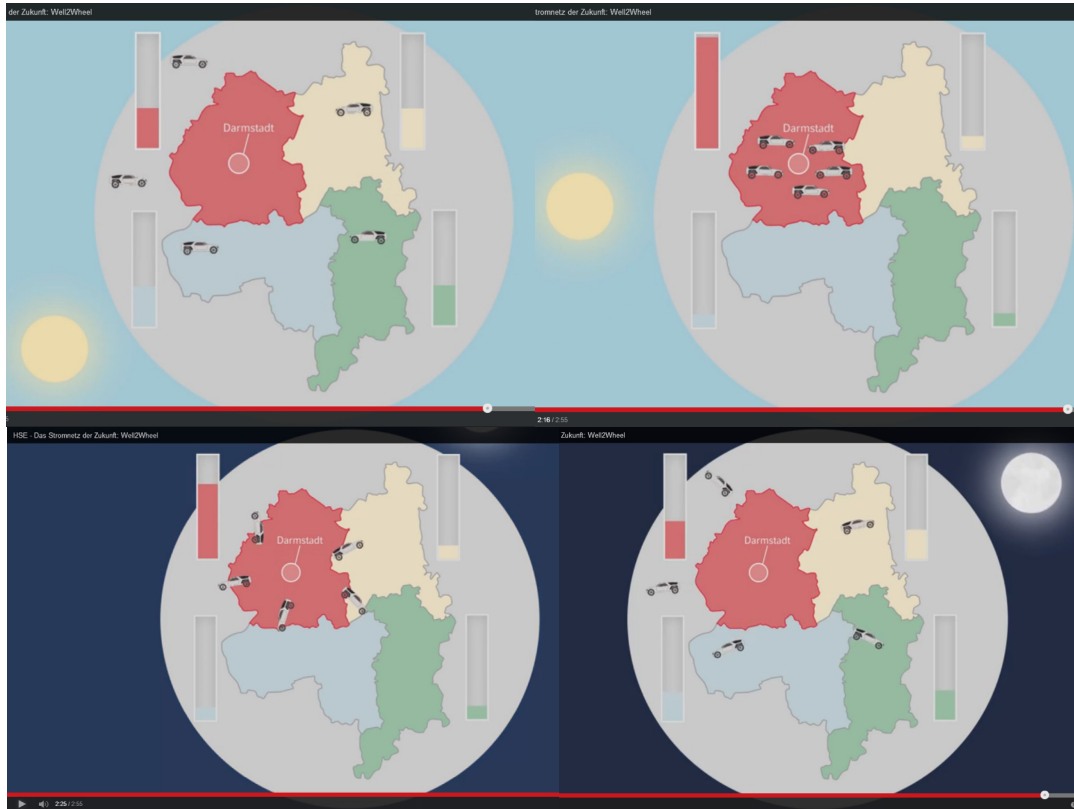 der Zukunft: Well2Wheel
Darmstadt
tromnetz der Zukunft: Well2Wheel
Darmstadt
2:16 / 2:55
HSE - Das Stromnetz der Zukunft: Well2Wheel
Darmstadt
2:25 / 2:55
Zukunft: Well2Wheel
Darmstadt